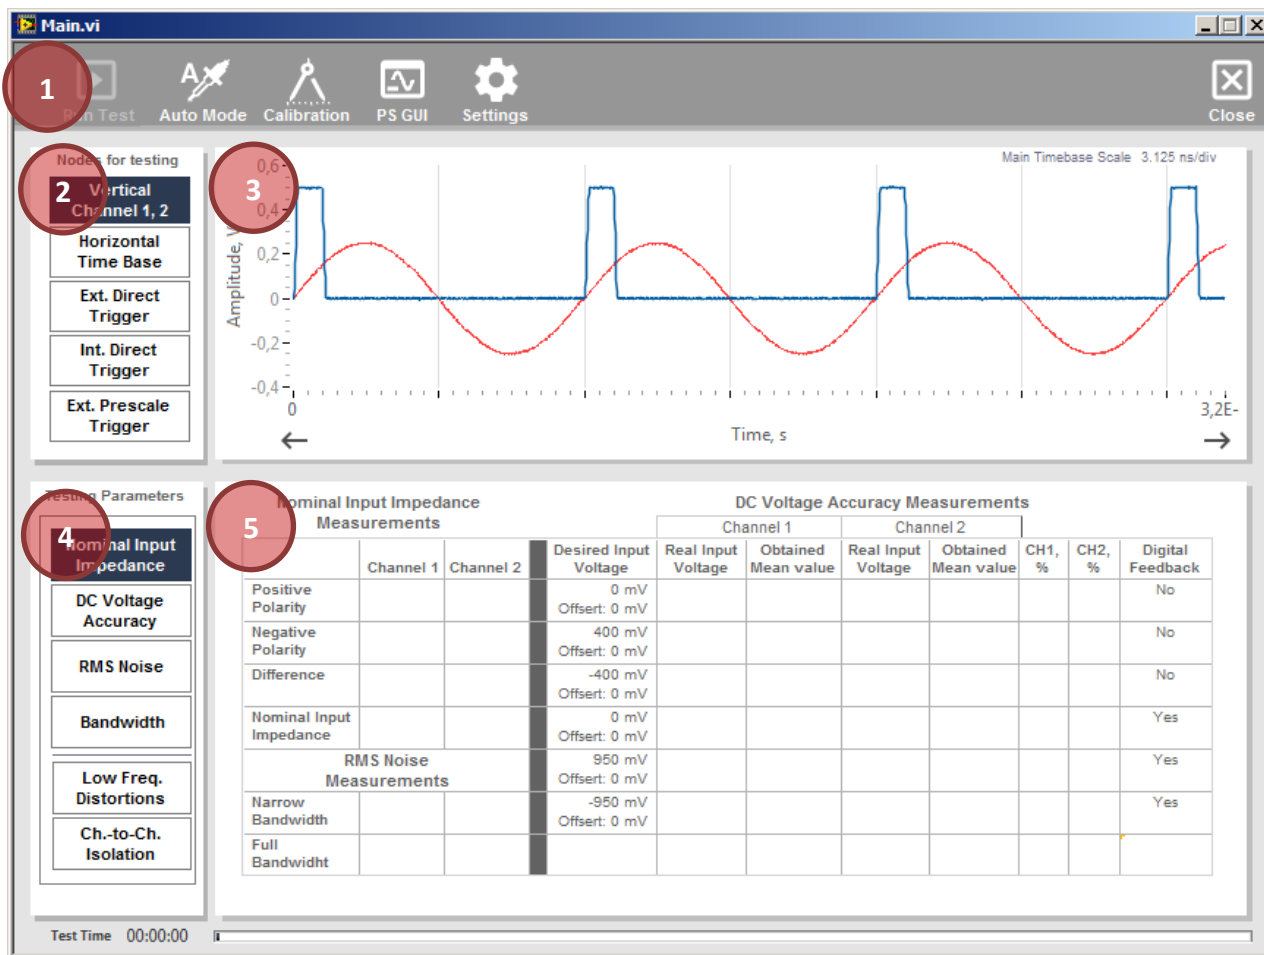 Main.vi
1
Run Test
Auto Mode
Calibration
PS GUI
Settings
Close
Nodes for testing
2
Vertical
Channel 1, 2
Horizontal
Time Base
Ext. Direct
Trigger
Int. Direct
Trigger
Ext. Prescale
Trigger
3
Main Timebase Scale 3.125 ns/div
Amplitude, V
0,6
0,4
0,2
0
-0,2
-0,4
0
3,2E-
Time, s
Testing Parameters
4
Nominal Input
Impedance
DC Voltage
Accuracy
RMS Noise
Bandwidth
Low Freq.
Distortions
Ch.-to-Ch.
Isolation
5
Nominal Input Impedance
Measurements
DC Voltage Accuracy Measurements
Channel 1 Channel 2
Channel 1 Channel 2
Desired Input Voltage
Real Input Voltage
Obtained Mean value
Real Input Voltage
Obtained Mean value
CH1, %
CH2, %
Digital Feedback
Positive Polarity
0 mV
Offsert: 0 mV
No
Negative Polarity
400 mV
Offsert: 0 mV
No
Difference
-400 mV
Offsert: 0 mV
No
Nominal Input Impedance
0 mV
Offsert: 0 mV
Yes
RMS Noise
Measurements
950 mV
Offsert: 0 mV
Yes
Narrow Bandwidth
-950 mV
Offsert: 0 mV
Yes
Full Bandwidht
Test Time 00:00:00